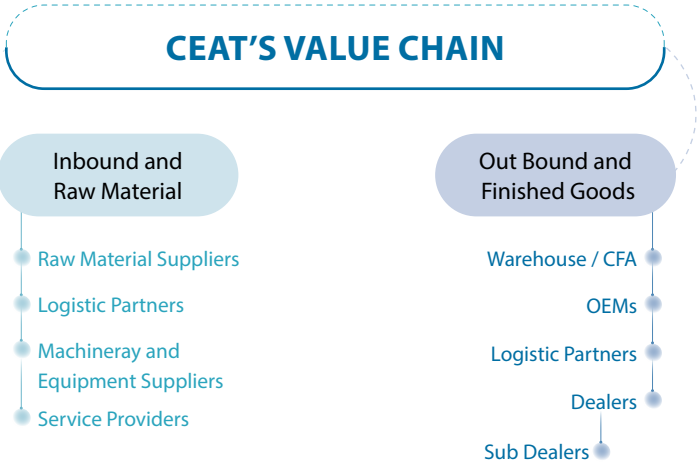 CEAT’S VALUE CHAIN
Inbound and
Raw Material
Raw Material Suppliers
Logistic Partners
Machineray and
Equipment Suppliers
Service Providers
Out Bound and
Finished Goods
Warehouse / CFA
OEMs
Logistic Partners
Dealers
Sub Dealers